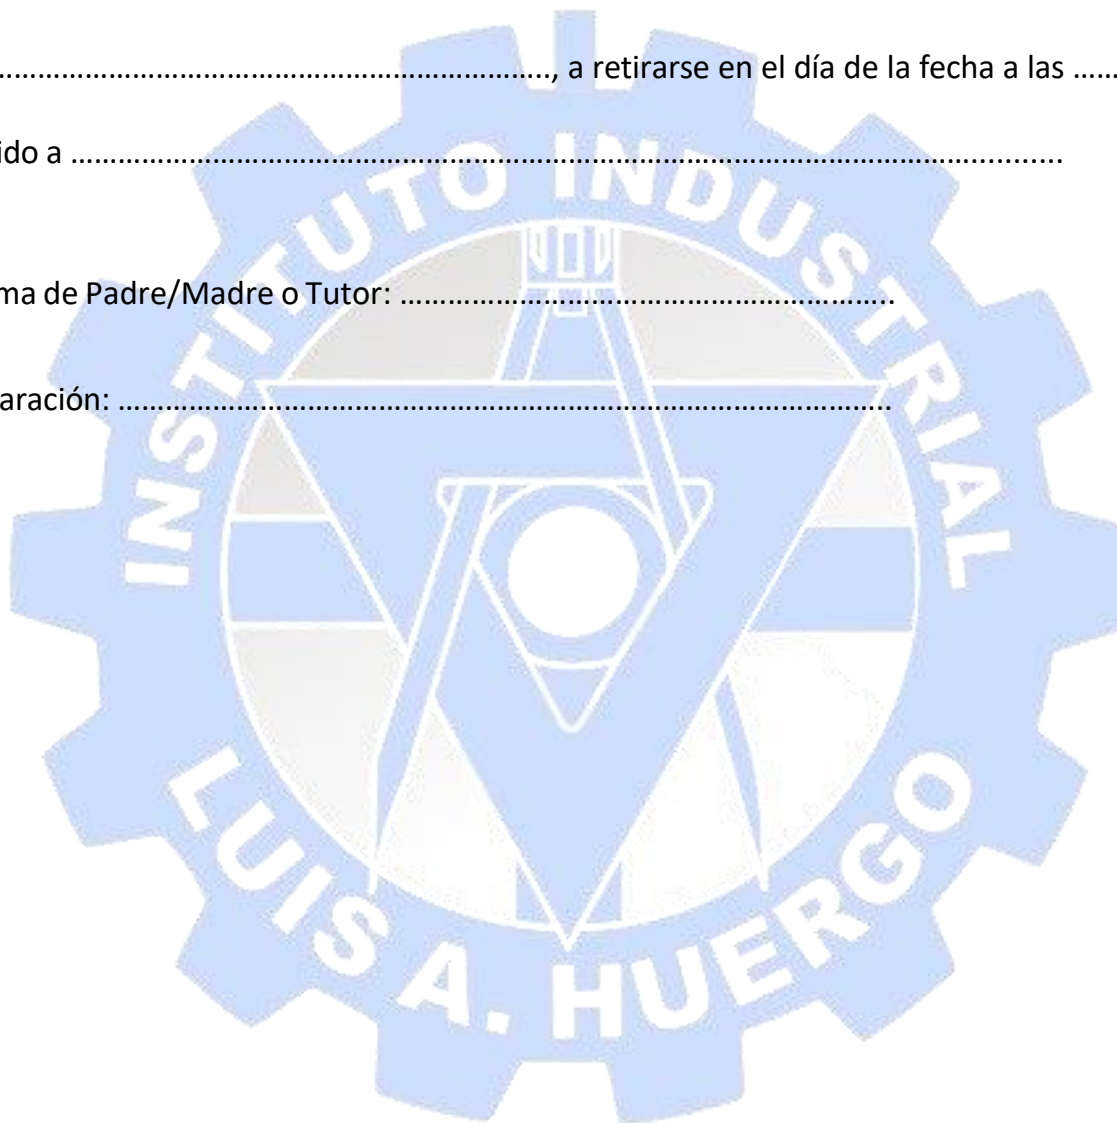 …………………………………………………………….., a retirarse en el día de la fecha a las ……
ido a ……………………………………………………………………………………………………............
ma de Padre/Madre o Tutor: ……………………………………………………..
aración: ……………………………………………………………………………………..
INSTITUTO INDUSTRIAL
LUIS A. HUERGO